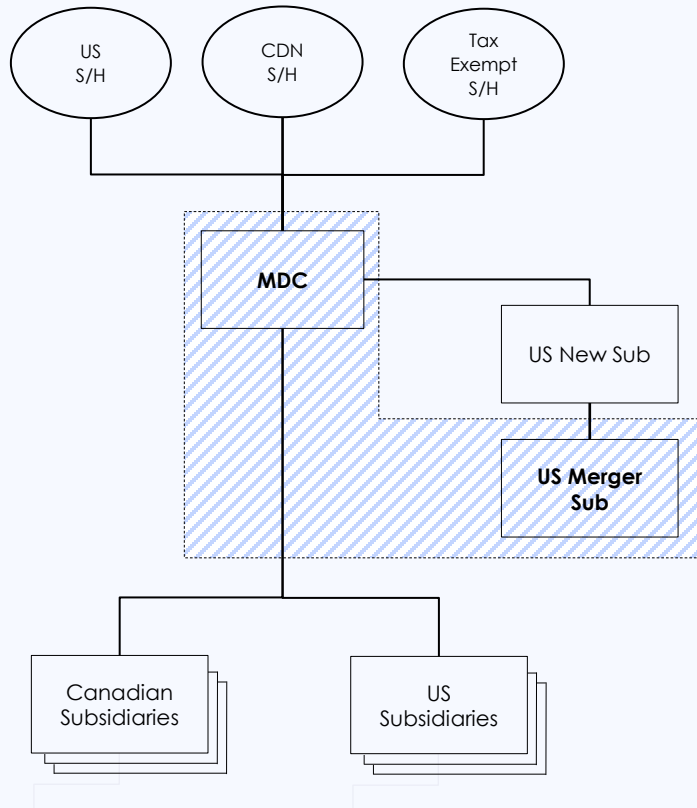 US
S/H
CDN
S/H
Tax
Exempt
S/H
MDC
US New Sub
US Merger
Sub
Canadian
Subsidiaries
US
Subsidiaries